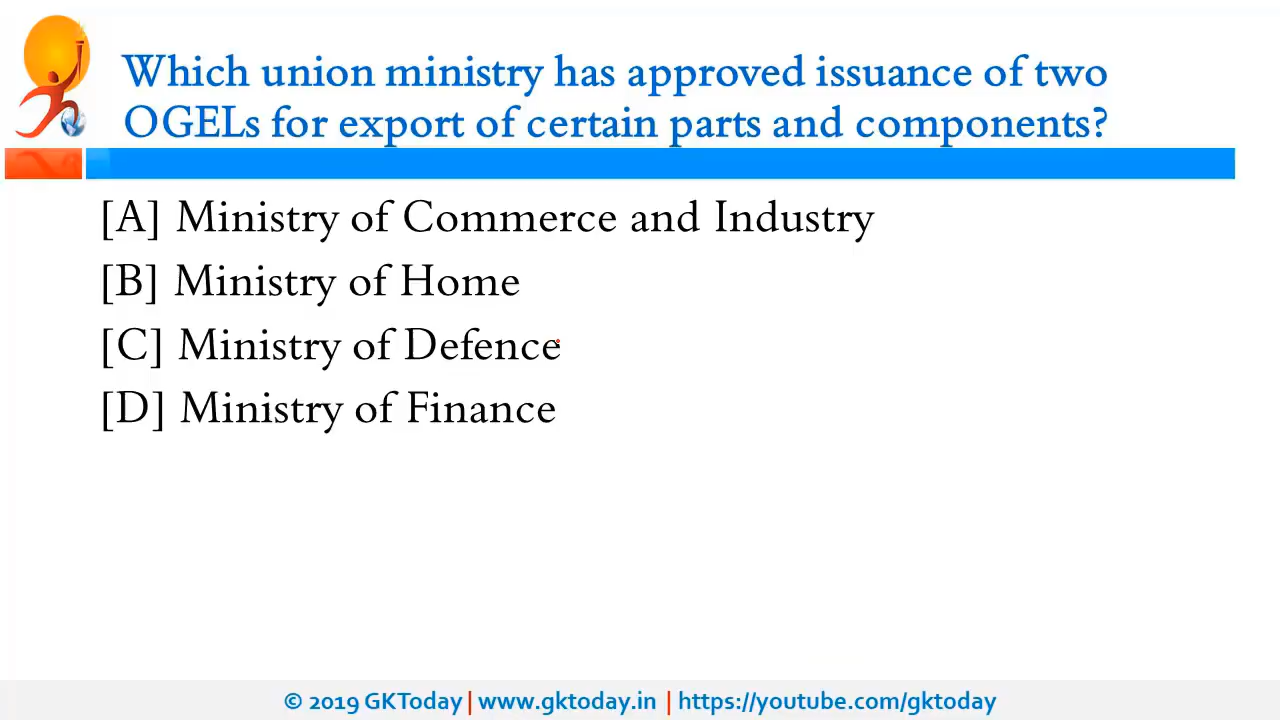 Which union ministry has approved issuance of two
OGELs for export of certain parts and components?
[A] Ministry of Commerce and Industry
[B] Ministry of Home
[C] Ministry of Defence
[D] Ministry of Finance
© 2019 GKToday | www.gktoday.in | https://youtube.com/gktoday